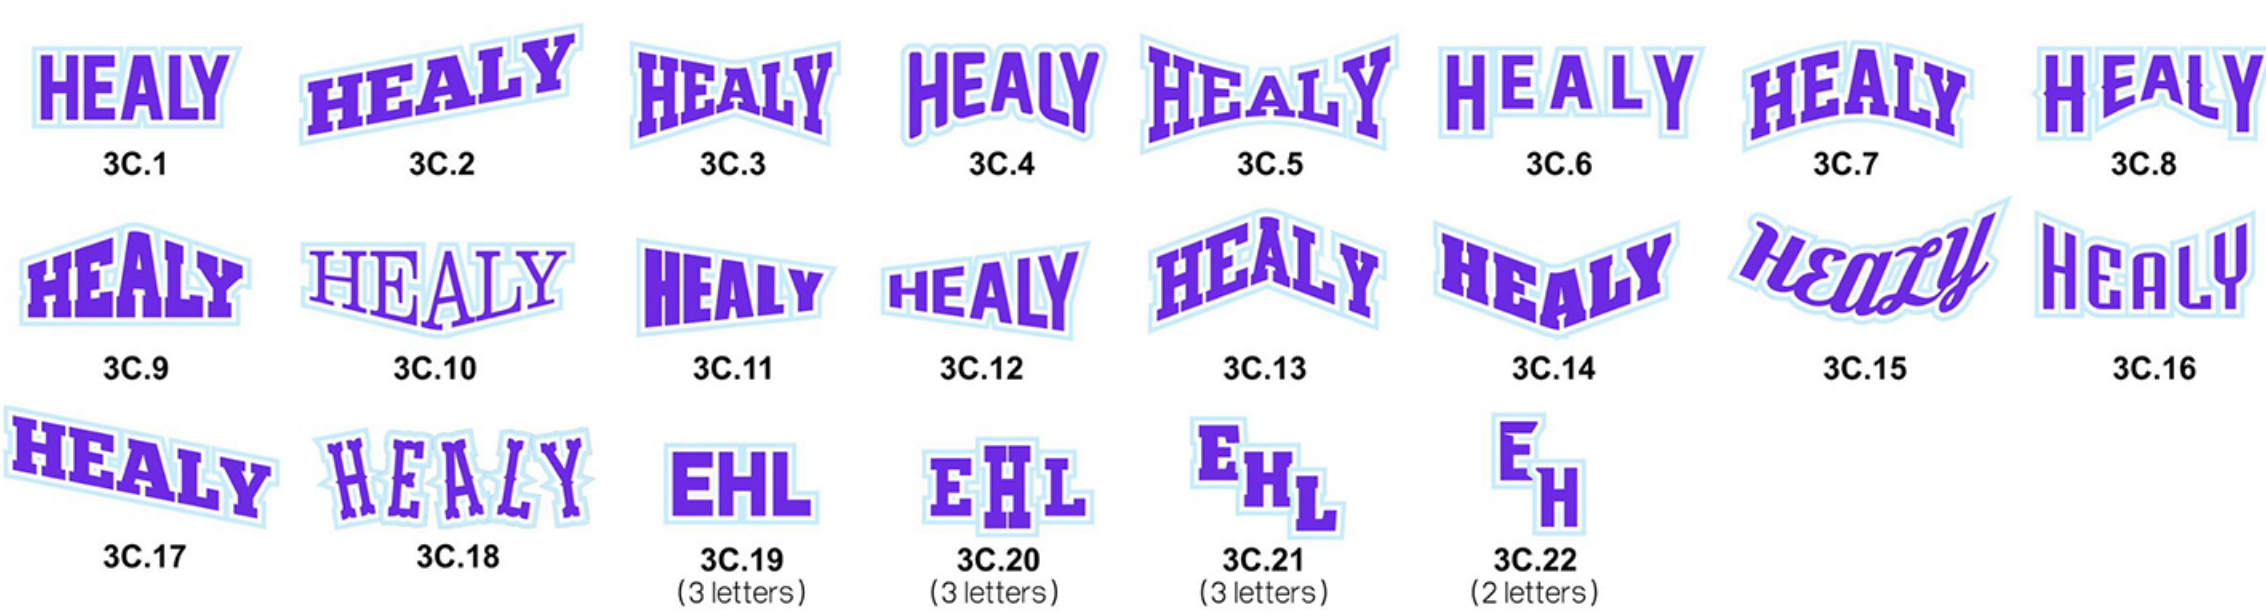 HEALY HEALY HEALY HEALY HEALY HEALY HEALY HEALY
3C.1 3C.2 3C.3 3C.4 3C.5 3C.6 3C.7 3C.8
HEALY HEALY HEALY HEALY HEALY HEALY HEALY HEALY
3C.9 3C.10 3C.11 3C.12 3C.13 3C.14 3C.15 3C.16
HEALY HEALY EHL EHL EHL EH
3C.17 3C.18 3C.19 3C.20 3C.21 3C.22
(3 letters) (3 letters) (3 letters) (2 letters)